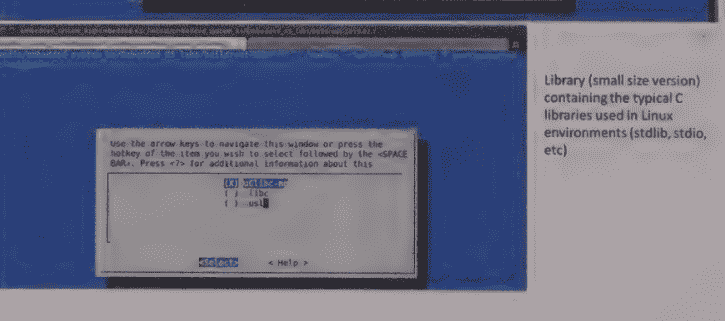 Use the arrow keys to navigate this window or press the
hotkey of the item you wish to select followed by the <SPACE
BAR>. Press <?> for additional information about this
(X) uClibc-ng
( ) glibc
( ) musl
<Select> < Help >
Library (small size version)
containing the typical C
libraries used in Linux
environments (stdlib, stdio,
etc)